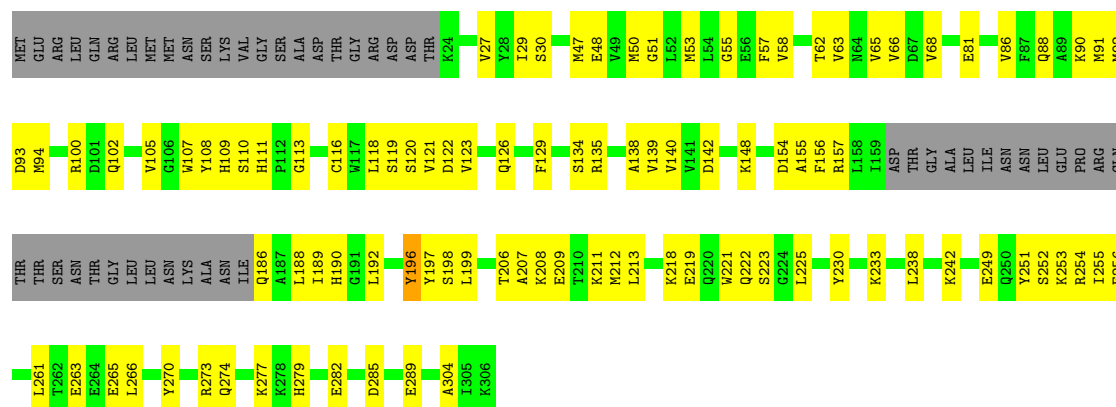 MET GLU ARG LEU GLN ARG LEU MET MET ASN SER LYS VAL GLY SER ALA ASP THR GLY ARG ASP ASP THR K24 V27 Y28 I29 S30 M47 E48 V49 M50 G51 L52 M53 L54 G55 E56 F57 V58 T62 V63 N64 V65 V66 D67 V68 E81 V86 F87 Q88 A89 K90 M91
D93 M94 R100 D101 Q102 V105 G106 W107 Y108 H109 S110 H111 P112 G113 C116 W117 L118 S119 S120 V121 D122 V123 Q126 F129 S134 R135 A138 V139 V140 V141 D142 K148 D154 A155 F156 R157 L158 I159 ASP THR GLY ALA LEU ILE ASN ASN LEU GLU PRO ARG
THR THR SER ASN THR GLY LEU LEU ASN LYS ALA ASN ILE Q186 A187 L188 I189 H190 G191 L192 Y196 Y197 S198 L199 T206 A207 K208 E209 T210 K211 M212 L213 K218 E219 Q220 W221 Q222 S223 G224 L225 Y230 K233 L238 K242 E249 Q250 Y251 S252 K253 R254 I255
L261 T262 E263 E264 E265 L266 Y270 R273 Q274 K277 K278 H279 E282 D285 E289 A304 I305 K306